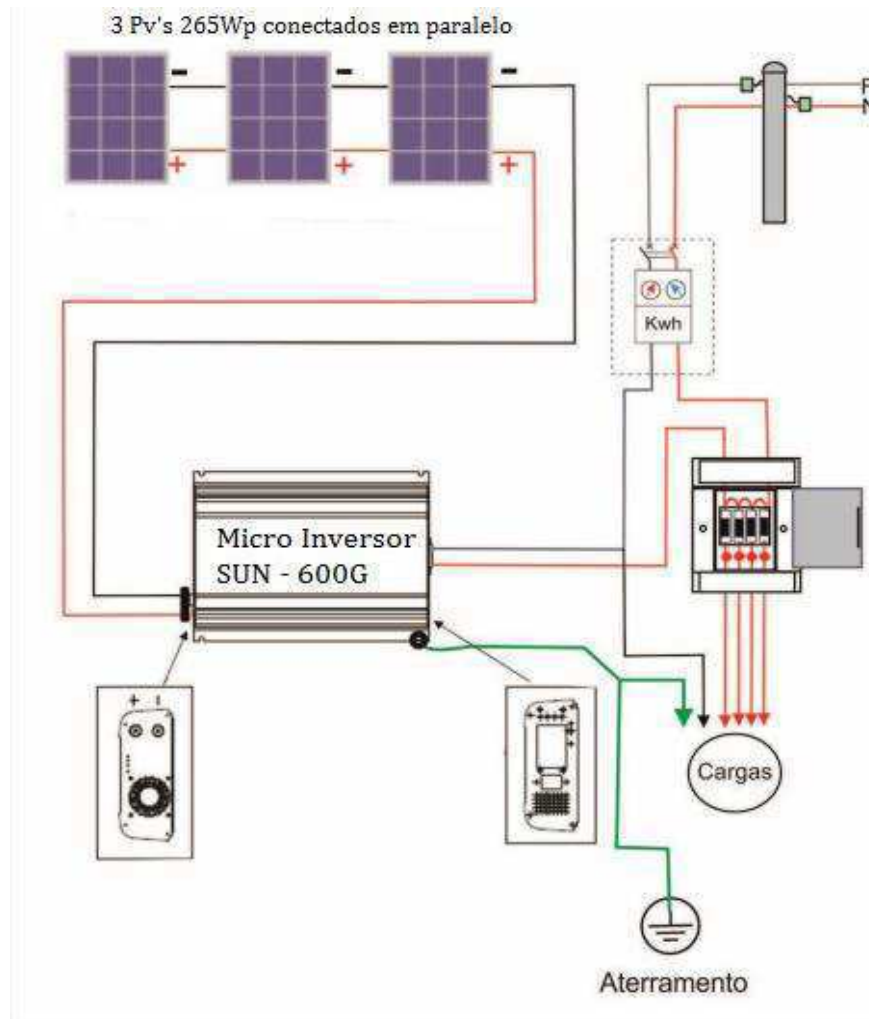 3 Pv's 265Wp conectados em paralelo
- - -
+ + +
N
Kwh
Micro Inversor
SUN - 600G
+ -
Cargas
Aterramento